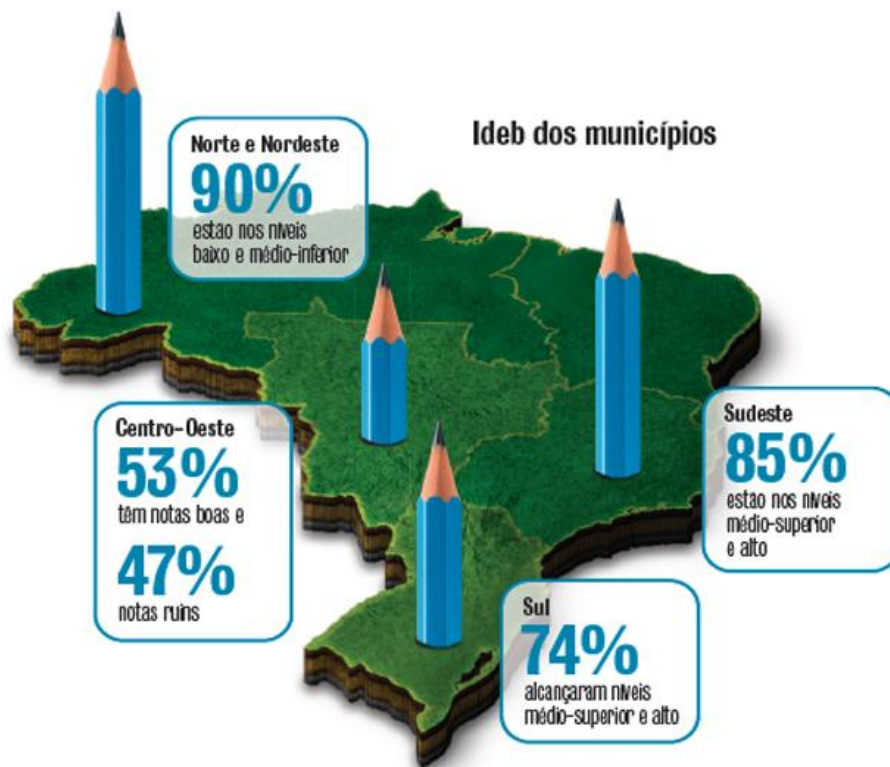 Ideb dos municípios
Norte e Nordeste
90%
estão nos níveis
baixo e médio-inferior
Centro-Oeste
53%
têm notas boas e
47%
notas ruins
Sudeste
85%
estão nos níveis
médio-superior
e alto
Sul
74%
alcançaram níveis
médio-superior e alto